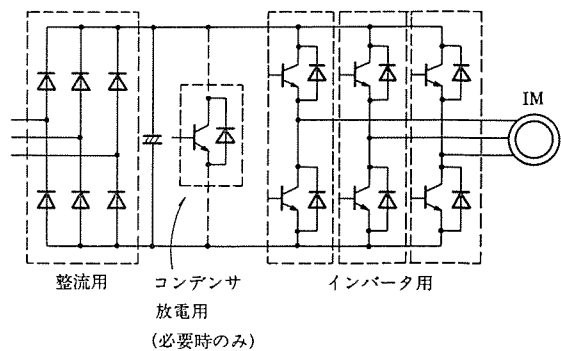 IM
整流用
コンデンサ
放電用
(必要時のみ)
インバータ用